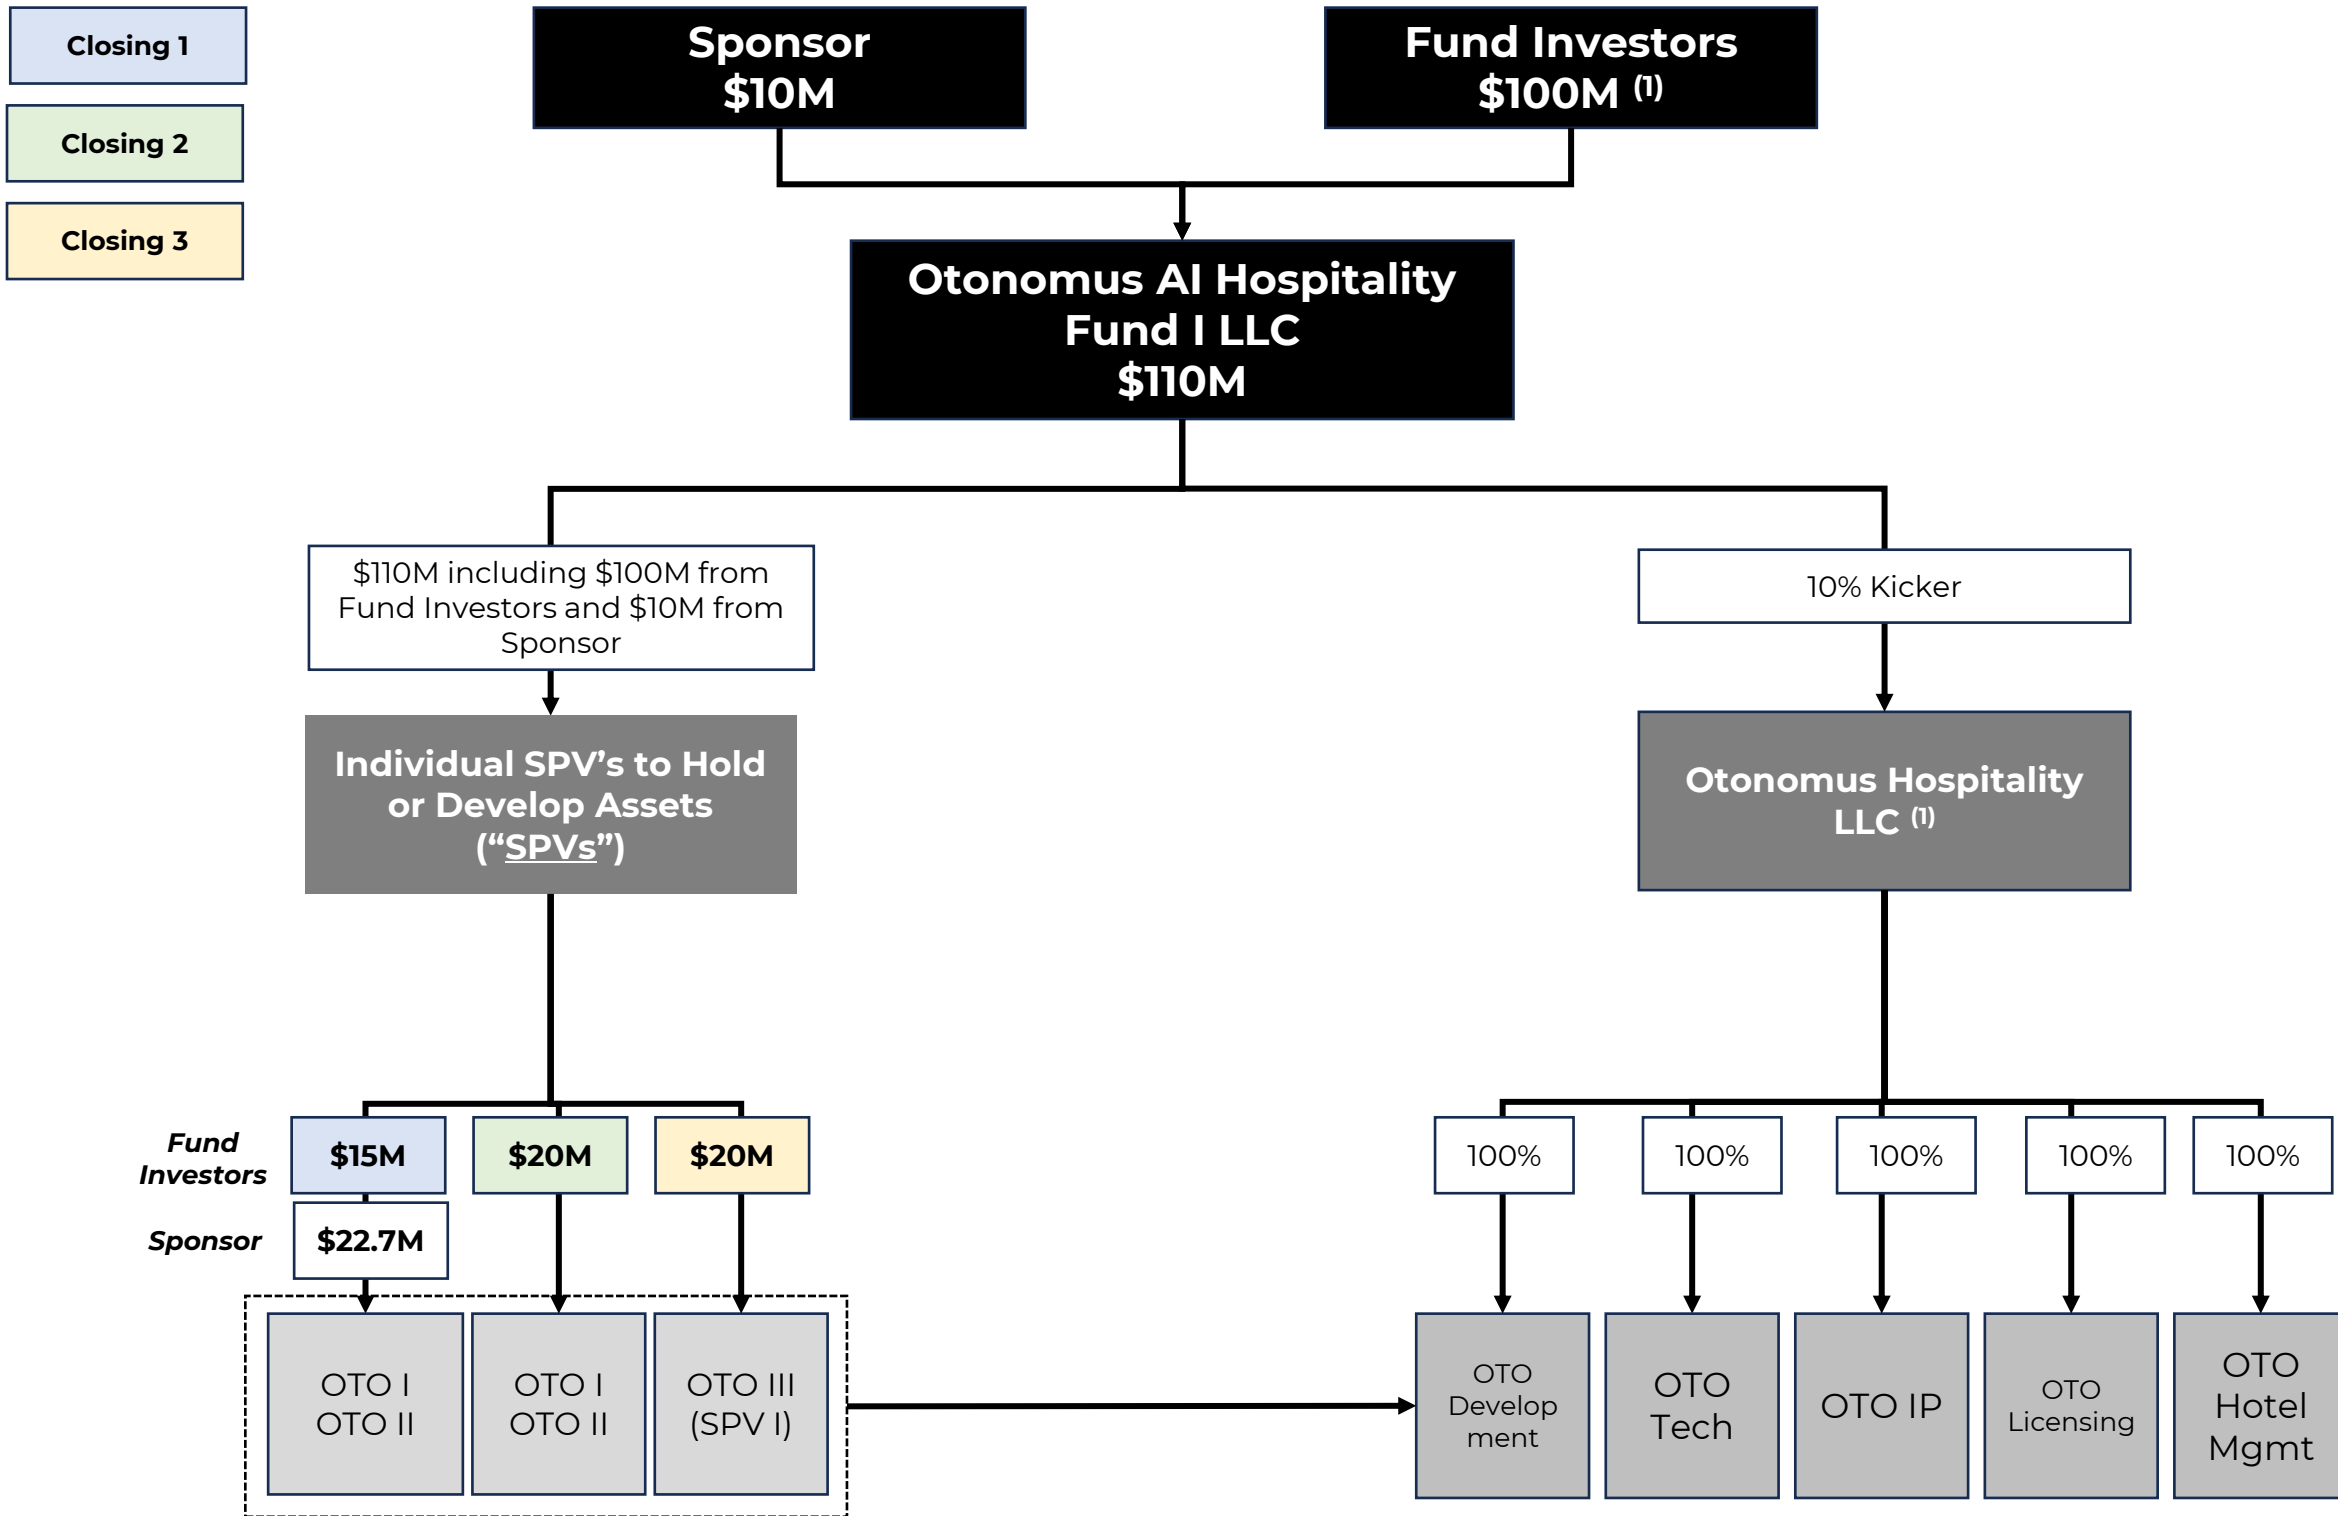 Closing 1
Closing 2
Closing 3
Sponsor
$10M
Fund Investors
$100M (1)
Otonomus AI Hospitality
Fund I LLC
$110M
$110M including $100M from
Fund Investors and $10M from
Sponsor
10% Kicker
Individual SPV’s to Hold
or Develop Assets
(“SPVs”)
Otonomus Hospitality
LLC (1)
Fund
Investors
$15M
$20M
$20M
Sponsor
$22.7M
100%
100%
100%
100%
100%
OTO I
OTO II
OTO I
OTO II
OTO III
(SPV I)
OTO
Develop
ment
OTO
Tech
OTO IP
OTO
Licensing
OTO
Hotel
Mgmt